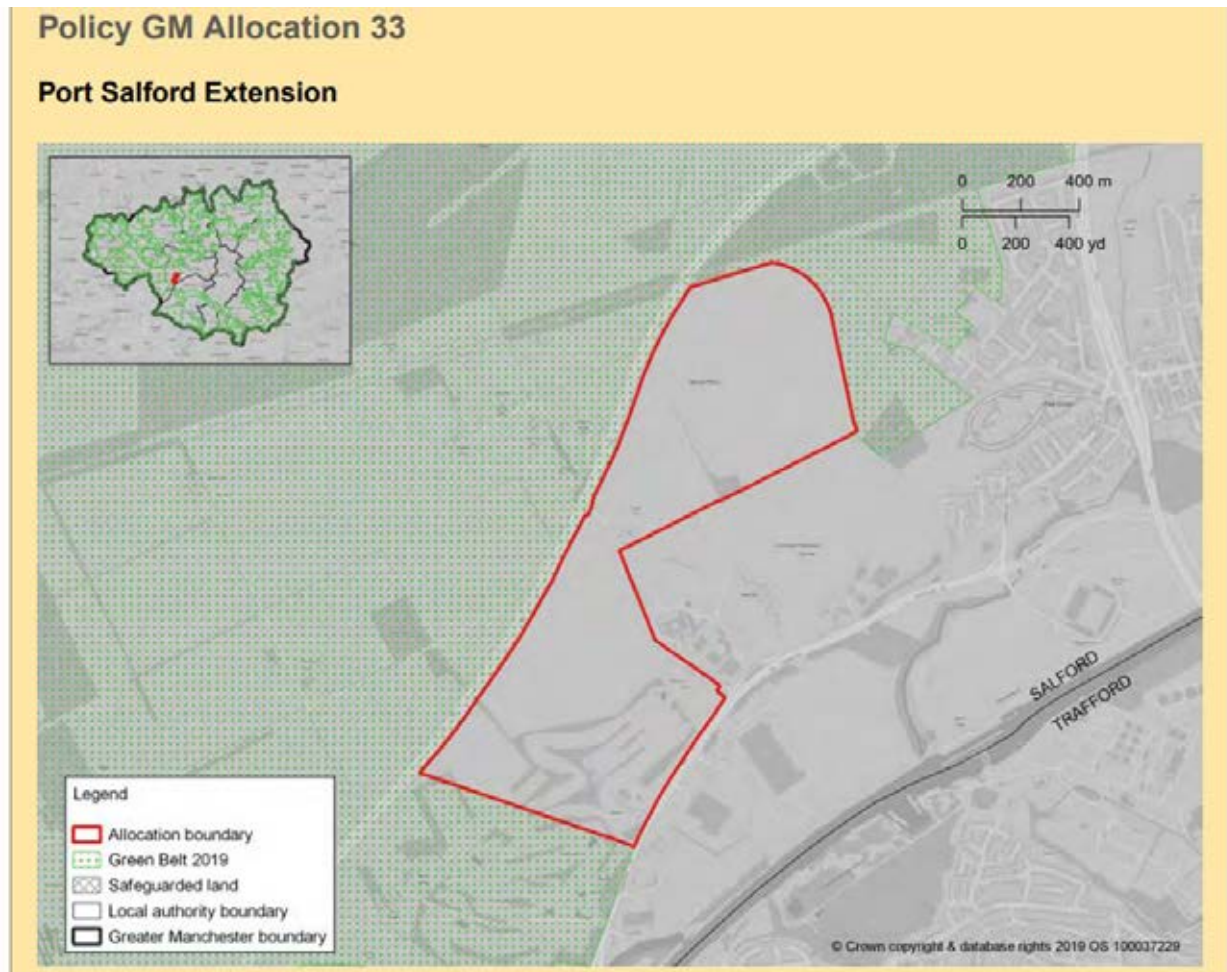 Policy GM Allocation 33
Port Salford Extension
0 200 400 m
0 200 400 yd
SALFORD
TRAFFORD
Legend
Allocation boundary
Green Belt 2019
Safeguarded land
Local authority boundary
Greater Manchester boundary
© Crown copyright & database rights 2019 OS 100037229